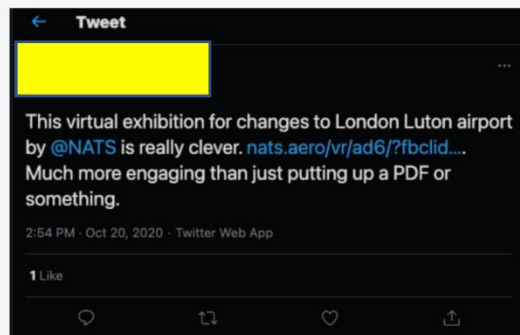 Tweet
This virtual exhibition for changes to London Luton airport
by @NATS is really clever. nats.aero/vr/ad6/?fbclid....
Much more engaging than just putting up a PDF or
something.
2:54 PM · Oct 20, 2020 · Twitter Web App
1 Like